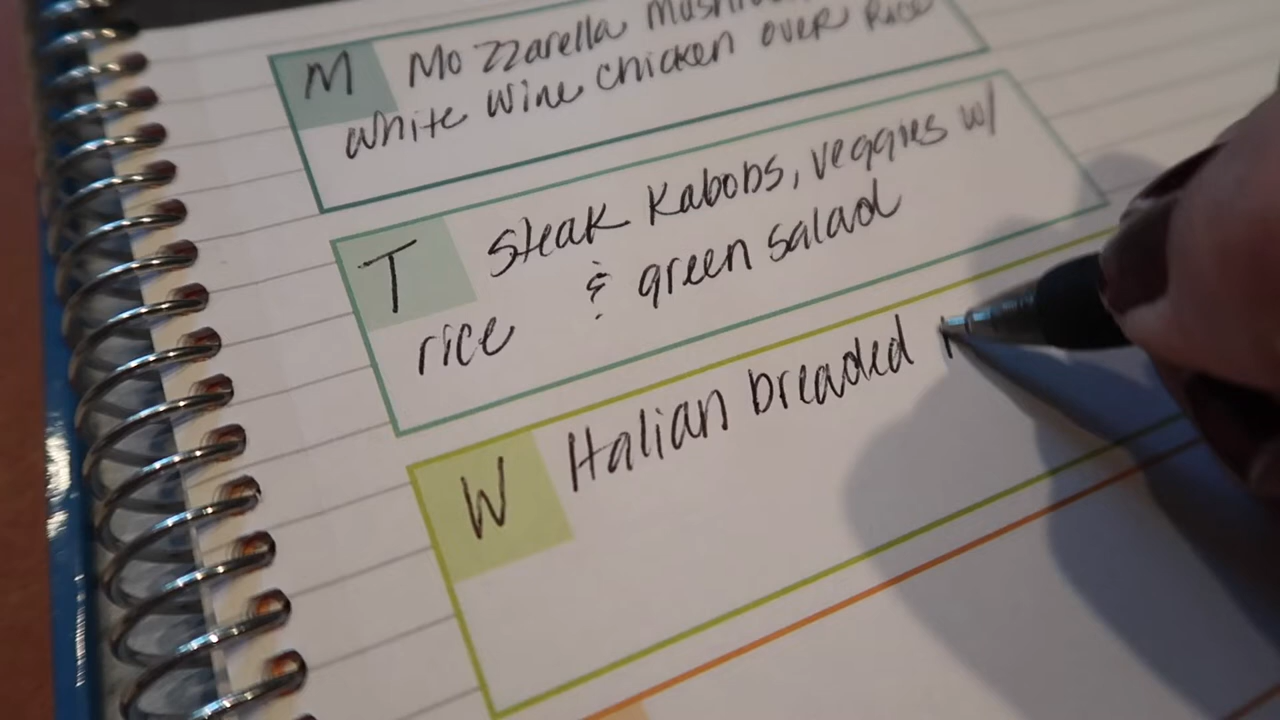 M Mozzarella
white wine chicken over Rice
T steak Kabobs, veggies w/
rice & green salad
W Italian breaded